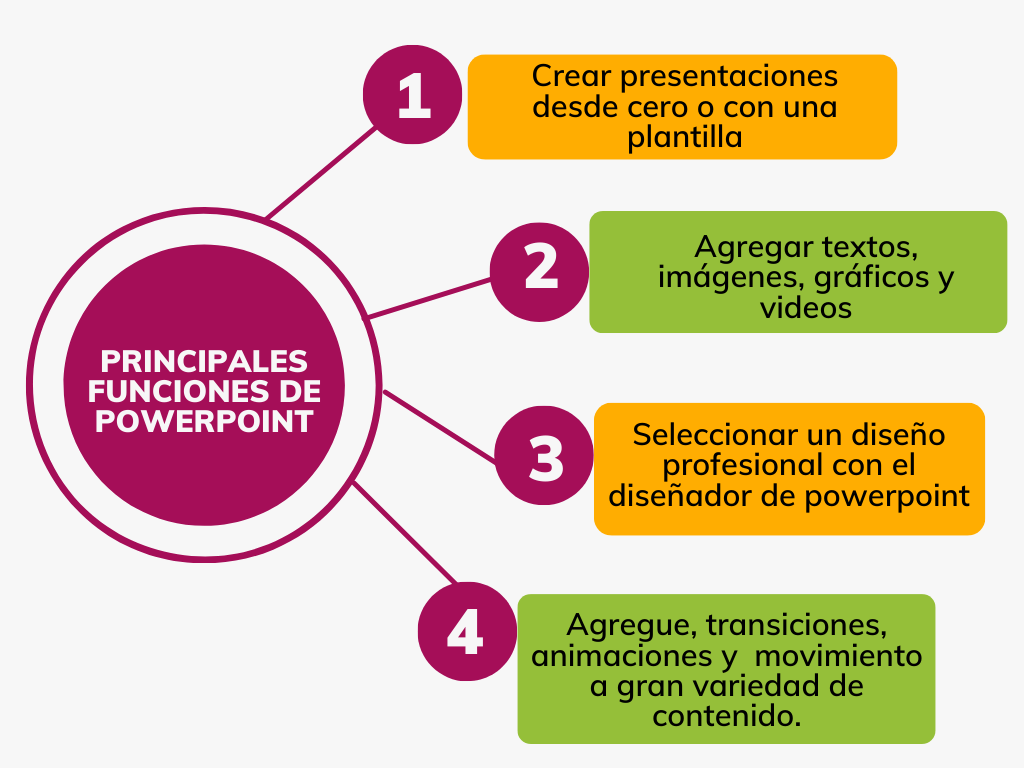 PRINCIPALES
FUNCIONES DE
POWERPOINT
1
Crear presentaciones
desde cero o con una
plantilla
2
Agregar textos,
imágenes, gráficos y
videos
3
Seleccionar un diseño
profesional con el
diseñador de powerpoint
4
Agregue, transiciones,
animaciones y  movimiento
a gran variedad de
contenido.